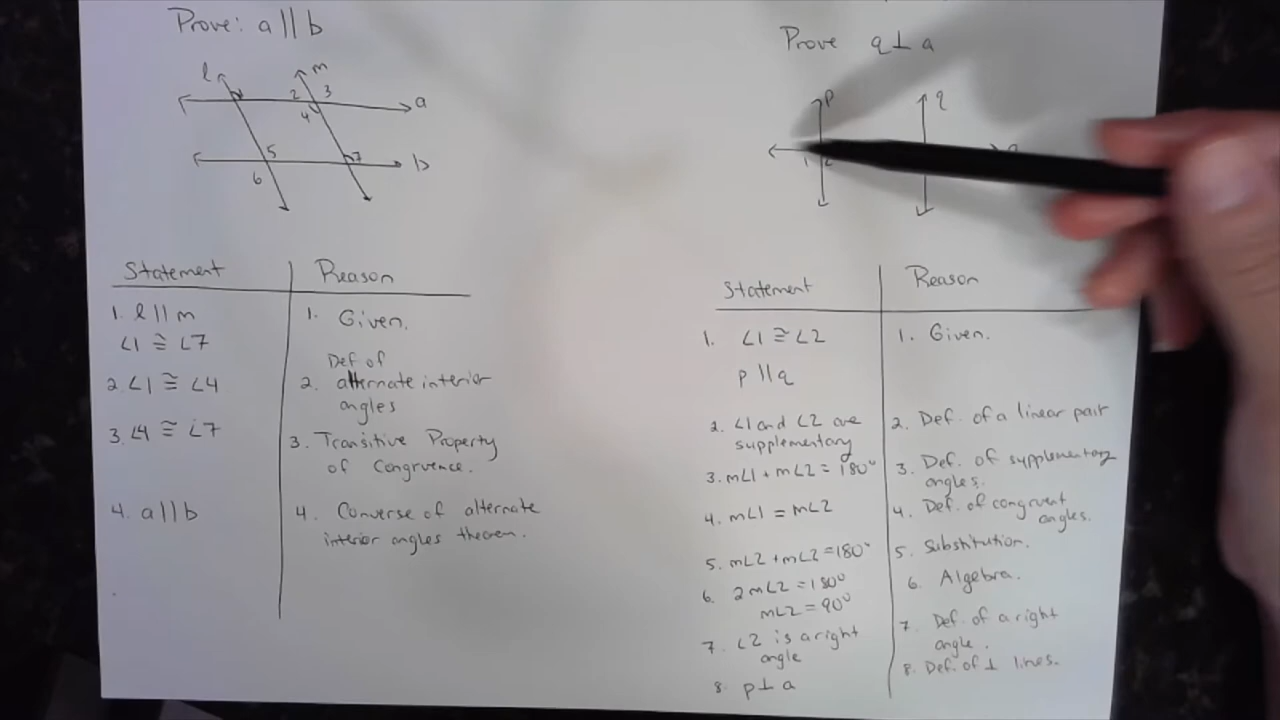 Prove: a || b
l
m
2 3
a
4
5
7
b
6
Statement
Reason
1. l || m
1. Given.
∠1 ≅ ∠7
2. ∠1 ≅ ∠4
Def of
2. alternate interior
angles
3. ∠4 ≅ ∠7
3. Transitive Property
of Congruence.
4. a || b
4. Converse of alternate
interior angles theorem.
Prove q ⊥ a
p
q
1 2
Statement
Reason
1. ∠1 ≅ ∠2
1. Given.
p || q
2. ∠1 and ∠2 are
supplementary
2. Def. of a linear pair
3. m∠1 + m∠2 = 180°
3. Def. of supplementary
angles.
4. m∠1 = m∠2
4. Def. of congruent
angles.
5. m∠2 + m∠2 = 180°
5. Substitution.
6. 2m∠2 = 180°
m∠2 = 90°
6. Algebra.
7. ∠2 is a right
angle
7. Def. of a right
angle.
8. p ⊥ a
8. Def. of ⊥ lines.